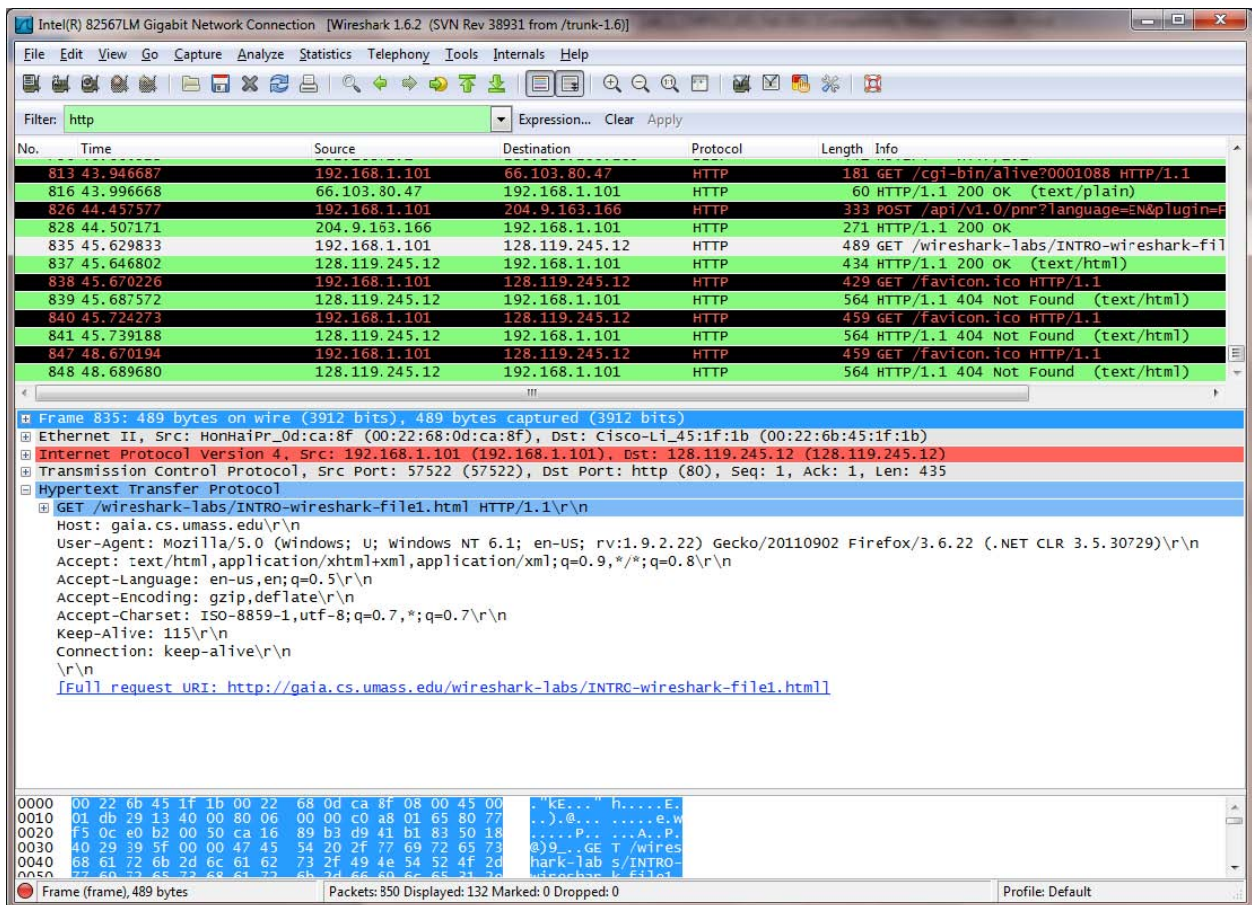 Intel(R) 82567LM Gigabit Network Connection [Wireshark 1.6.2 (SVN Rev 38931 from /trunk-1.6)]
File Edit View Go Capture Analyze Statistics Telephony Tools Internals Help
Filter: http Expression... Clear Apply
No. Time Source Destination Protocol Length Info
813 43.946687 192.168.1.101 66.103.80.47 HTTP 181 GET /cgi-bin/alive?0001088 HTTP/1.1
816 43.996668 66.103.80.47 192.168.1.101 HTTP 60 HTTP/1.1 200 OK (text/plain)
826 44.457577 192.168.1.101 204.9.163.166 HTTP 333 POST /api/v1.0/pnr?language=EN&plugin=F
828 44.507171 204.9.163.166 192.168.1.101 HTTP 271 HTTP/1.1 200 OK
835 45.629833 192.168.1.101 128.119.245.12 HTTP 489 GET /wireshark-labs/INTRO-wireshark-fil
837 45.646802 128.119.245.12 192.168.1.101 HTTP 434 HTTP/1.1 200 OK (text/html)
838 45.670226 192.168.1.101 128.119.245.12 HTTP 429 GET /favicon.ico HTTP/1.1
839 45.687572 128.119.245.12 192.168.1.101 HTTP 564 HTTP/1.1 404 Not Found (text/html)
840 45.724273 192.168.1.101 128.119.245.12 HTTP 459 GET /favicon.ico HTTP/1.1
841 45.739188 128.119.245.12 192.168.1.101 HTTP 564 HTTP/1.1 404 Not Found (text/html)
847 48.670194 192.168.1.101 128.119.245.12 HTTP 459 GET /favicon.ico HTTP/1.1
848 48.689680 128.119.245.12 192.168.1.101 HTTP 564 HTTP/1.1 404 Not Found (text/html)
Frame 835: 489 bytes on wire (3912 bits), 489 bytes captured (3912 bits)
Ethernet II, Src: HonHaiPr_0d:ca:8f (00:22:68:0d:ca:8f), Dst: Cisco-Li_45:1f:1b (00:22:6b:45:1f:1b)
Internet Protocol Version 4, Src: 192.168.1.101 (192.168.1.101), Dst: 128.119.245.12 (128.119.245.12)
Transmission Control Protocol, Src Port: 57522 (57522), Dst Port: http (80), Seq: 1, Ack: 1, Len: 435
Hypertext Transfer Protocol
GET /wireshark-labs/INTRO-wireshark-file1.html HTTP/1.1\r\n
Host: gaia.cs.umass.edu\r\n
User-Agent: Mozilla/5.0 (Windows; U; Windows NT 6.1; en-US; rv:1.9.2.22) Gecko/20110902 Firefox/3.6.22 (.NET CLR 3.5.30729)\r\n
Accept: text/html,application/xhtml+xml,application/xml;q=0.9,*/*;q=0.8\r\n
Accept-Language: en-us,en;q=0.5\r\n
Accept-Encoding: gzip,deflate\r\n
Accept-Charset: ISO-8859-1,utf-8;q=0.7,*;q=0.7\r\n
Keep-Alive: 115\r\n
Connection: keep-alive\r\n
\r\n
[Full request URI: http://gaia.cs.umass.edu/wireshark-labs/INTRO-wireshark-file1.html]
0000 00 22 6b 45 1f 1b 00 22 68 0d ca 8f 08 00 45 00 ."kE..." h.....E.
0010 01 db 29 13 40 00 80 06 00 00 c0 a8 01 65 80 77 ..).@... .....e.w
0020 f5 0c e0 b2 00 50 ca 16 89 b3 d9 41 b1 83 50 18 .....P.. ...A..P.
0030 40 29 39 5f 00 00 47 45 54 20 2f 77 69 72 65 73 @)9_..GE T /wires
0040 68 61 72 6b 2d 6c 61 62 73 2f 49 4e 54 52 4f 2d hark-lab s/INTRO-
0050 77 69 72 65 73 68 61 72 6b 2d 66 69 6c 65 31 2e wireshar k-file1.
Frame (frame), 489 bytes Packets: 850 Displayed: 132 Marked: 0 Dropped: 0 Profile: Default